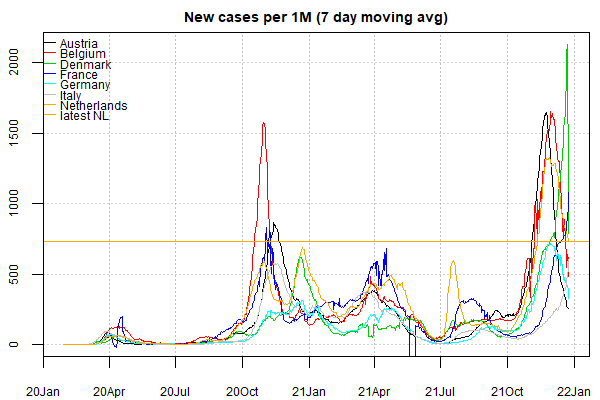 New cases per 1M (7 day moving avg)
Austria
Belgium
Denmark
France
Germany
Italy
Netherlands
latest NL
2000
1500
1000
500
0
20Jan 20Apr 20Jul 20Oct 21Jan 21Apr 21Jul 21Oct 22Jan